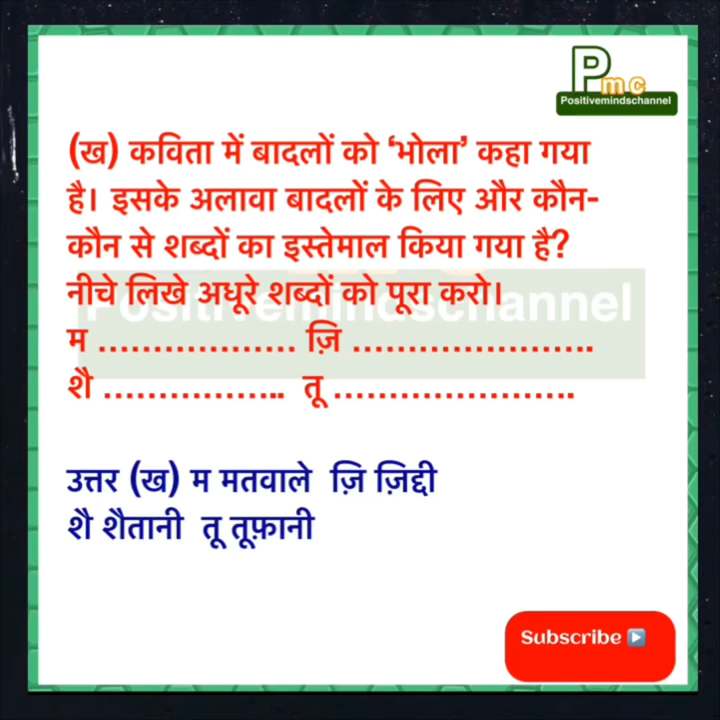 Pmc
Positivemindschannel
(ख) कविता में बादलों को ‘भोला’ कहा गया
है। इसके अलावा बादलों के लिए और कौन-
कौन से शब्दों का इस्तेमाल किया गया है?
नीचे लिखे अधूरे शब्दों को पूरा करो।
Positivemindschannel
म .................. ज़ि ......................
शै ................. तू ......................
उत्तर (ख) म मतवाले ज़ि ज़िद्दी
शै शैतानी तू तूफ़ानी
Subscribe